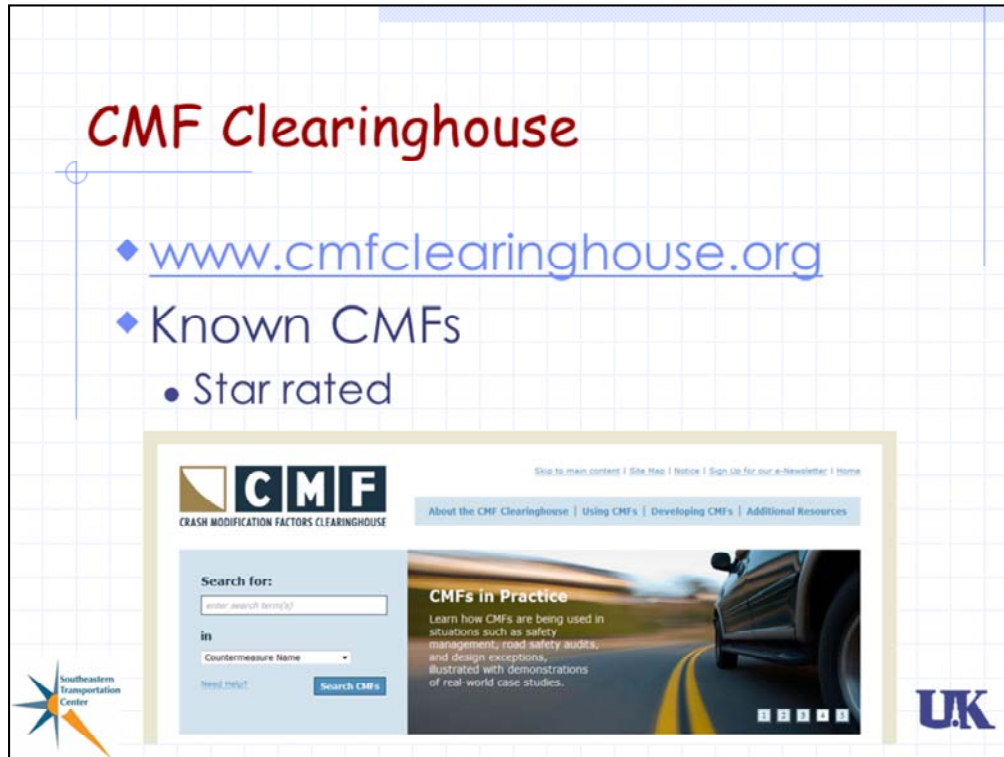 CMF Clearinghouse
www.cmfclearinghouse.org
Known CMFs
Star rated
CMF
CRASH MODIFICATION FACTORS CLEARINGHOUSE
Skip to main content | Site Map | Notice | Sign Up for our e-Newsletter | Home
About the CMF Clearinghouse | Using CMFs | Developing CMFs | Additional Resources
Search for:
enter search term(s)
in
Countermeasure Name
Need Help?
Search CMFs
CMFs in Practice
Learn how CMFs are being used in
situations such as safety
management, road safety audits,
and design exceptions,
illustrated with demonstrations
of real-world case studies.
1 2 3 4 5
Southeastern
Transportation
Center
UK